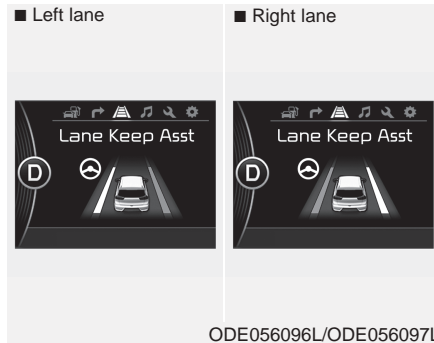 ■ Left lane
Lane Keep Asst
D
■ Right lane
Lane Keep Asst
D
ODE056096L/ODE056097L